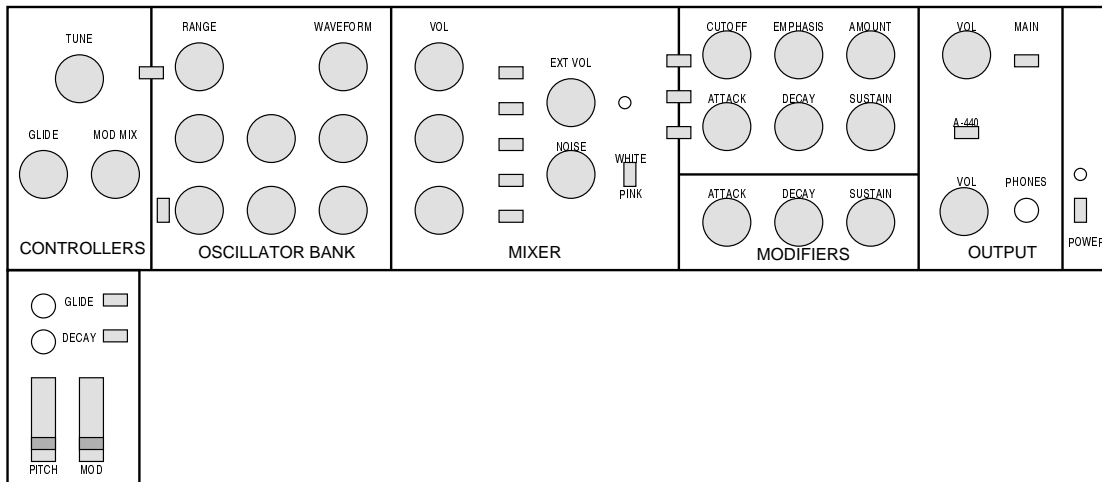 TUNE
GLIDE MOD MIX
CONTROLLERS
RANGE WAVEFORM
OSCILLATOR BANK
VOL
EXT VOL
NOISE
WHITE
PINK
MIXER
CUTOFF EMPHASIS AMOUNT
ATTACK DECAY SUSTAIN
ATTACK DECAY SUSTAIN
MODIFIERS
VOL MAIN
A-440
VOL PHONES
OUTPUT
POWER
GLIDE
DECAY
PITCH MOD